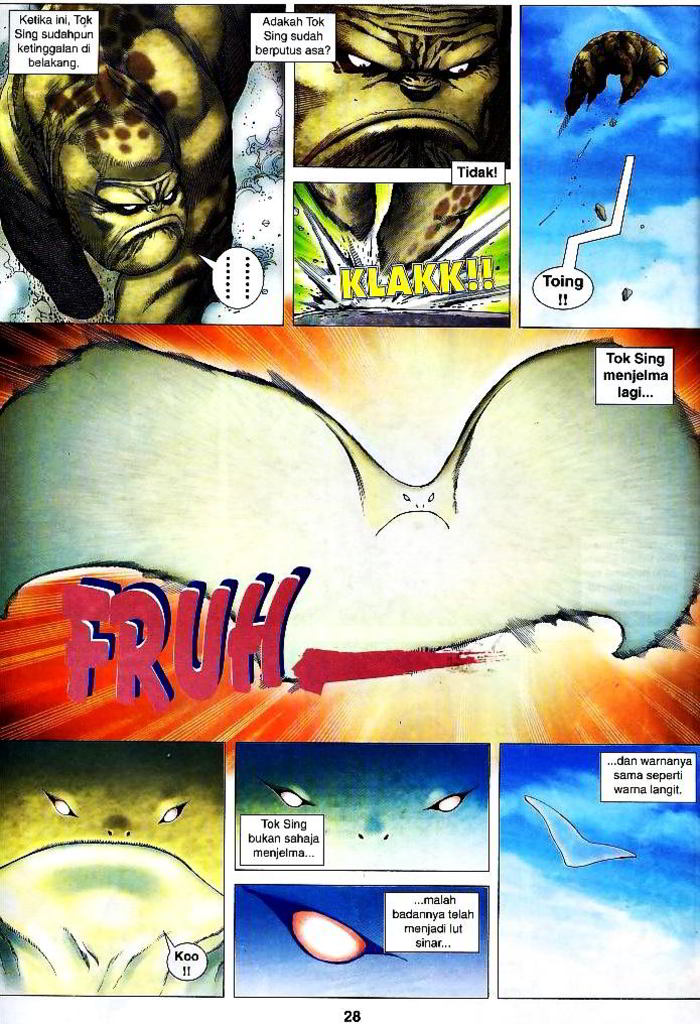 Ketika ini, Tok
Sing sudahpun
ketinggalan di
belakang.
Adakah Tok
Sing sudah
berputus asa?
Tidak!
KLAKK!!
Toing
!!
Tok Sing
menjelma
lagi...
FRUH
Koo
!!
Tok Sing
bukan sahaja
menjelma...
...malah
badannya telah
menjadi lut
sinar...
...dan warnanya
sama seperti
warna langit.
28